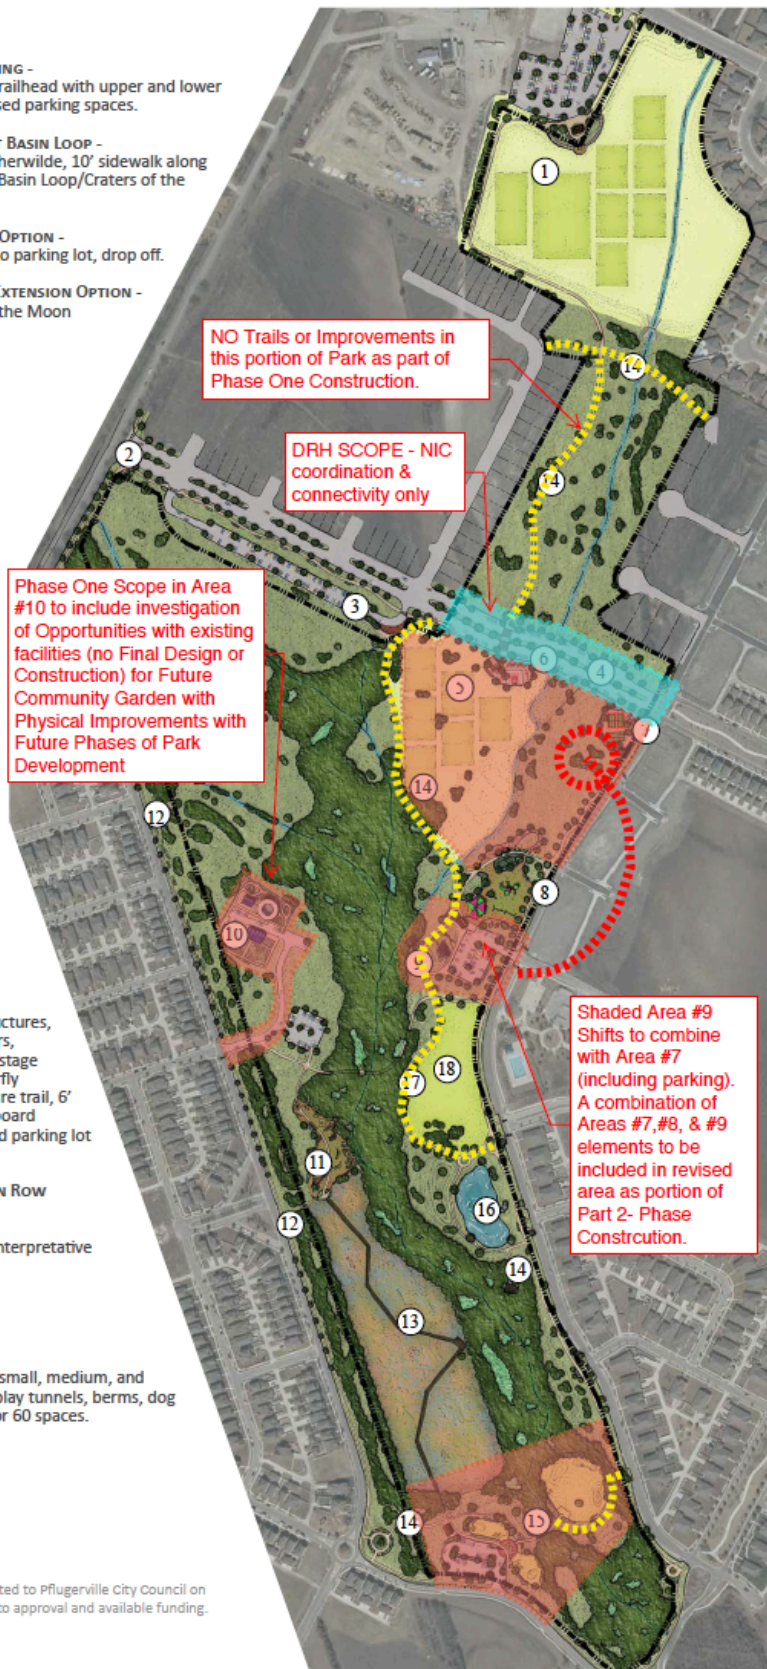 NG -
railhead with upper and lower
sed parking spaces.
T BASIN LOOP -
herwilde, 10' sidewalk along
Basin Loop/Craters of the
OPTION -
o parking lot, drop off.
EXTENSION OPTION -
the Moon
1
NO Trails or Improvements in
this portion of Park as part of
Phase One Construction.
14
2
DRH SCOPE - NIC
coordination &
connectivity only
14
Phase One Scope in Area
#10 to include investigation
of Opportunities with existing
facilities (no Final Design or
Construction) for Future
Community Garden with
Physical Improvements with
Future Phases of Park
Development
3
6
4
5
7
14
12
8
10
9
Shaded Area #9
Shifts to combine
with Area #7
(including parking).
A combination of
Areas #7,#8, & #9
elements to be
included in revised
area as portion of
Part 2- Phase
Constrcution.
ctures,
rs,
stage
rfly
re trail, 6'
board
d parking lot
18
17
11
N ROW
16
12
nterpretative
14
13
small, medium, and
play tunnels, berms, dog
or 60 spaces.
14
15
ted to Pflugerville City Council on
to approval and available funding.